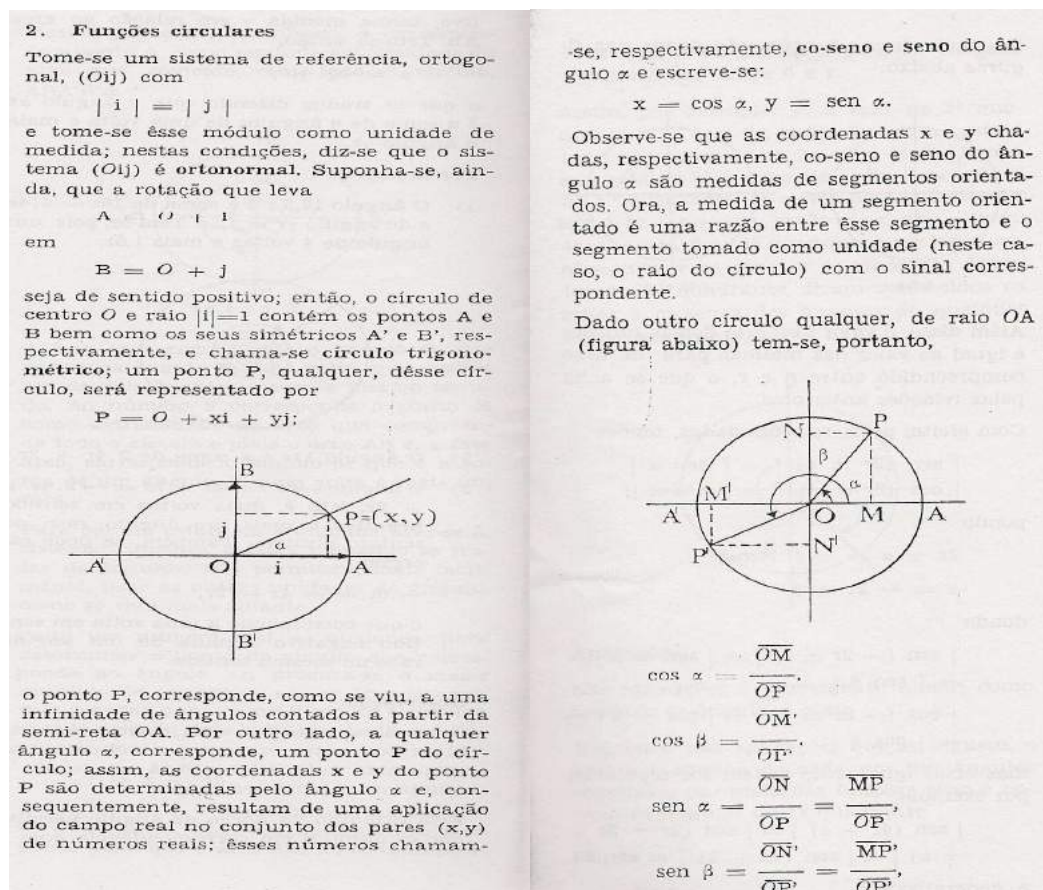 2. Funções circulares
Tome-se um sistema de referência, ortogo-
nal, (Oij) com
| i | = | j |
e tome-se êsse módulo como unidade de
medida; nestas condições, diz-se que o sis-
tema (Oij) é ortonormal. Suponha-se, ain-
da, que a rotação que leva
A O + i
em
B = O + j
seja de sentido positivo; então, o círculo de
centro O e raio |i|=1 contém os pontos A e
B bem como os seus simétricos A' e B', res-
pectivamente, e chama-se círculo trigono-
métrico; um ponto P, qualquer, dêsse cír-
culo, será representado por
P = O + xi + yj;
B
P=(x,y)
j
α
A' O i A
B'
o ponto P, corresponde, como se viu, a uma
infinidade de ângulos contados a partir da
semi-reta OA. Por outro lado, a qualquer
ângulo α, corresponde, um ponto P do cír-
culo; assim, as coordenadas x e y do ponto
P são determinadas pelo ângulo α e, con-
sequentemente, resultam de uma aplicação
do campo real no conjunto dos pares (x,y)
de números reais; êsses números chamam-
-se, respectivamente, co-seno e seno do ân-
gulo α e escreve-se:
x = cos α, y = sen α.
Observe-se que as coordenadas x e y cha-
das, respectivamente, co-seno e seno do ân-
gulo α são medidas de segmentos orienta-
dos. Ora, a medida de um segmento orien-
tado é uma razão entre êsse segmento e o
segmento tomado como unidade (neste ca-
so, o raio do círculo) com o sinal corres-
pondente.
Dado outro círculo qualquer, de raio OA
(figura abaixo) tem-se, portanto,
N P
β
α
M'
A' O M A
P' N'
OM
cos α = ———.
OP
OM'
cos β = ———.
OP'
ON MP
sen α = ——— = ———,
OP OP
ON' MP'
sen β = ——— = ———,
OP' OP'